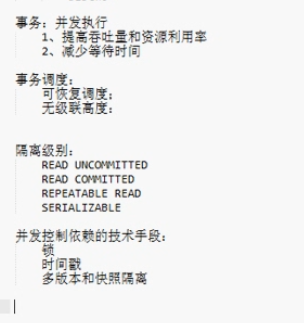 事务：并发执行
1、提高吞吐量和资源利用率
2、减少等待时间
事务调度：
可恢复调度；
无级联高度：
隔离级别：
READ UNCOMMITTED
READ COMMITTED
REPEATABLE READ
SERIALIZABLE
并发控制依赖的技术手段：
锁
时间戳
多版本和快照隔离